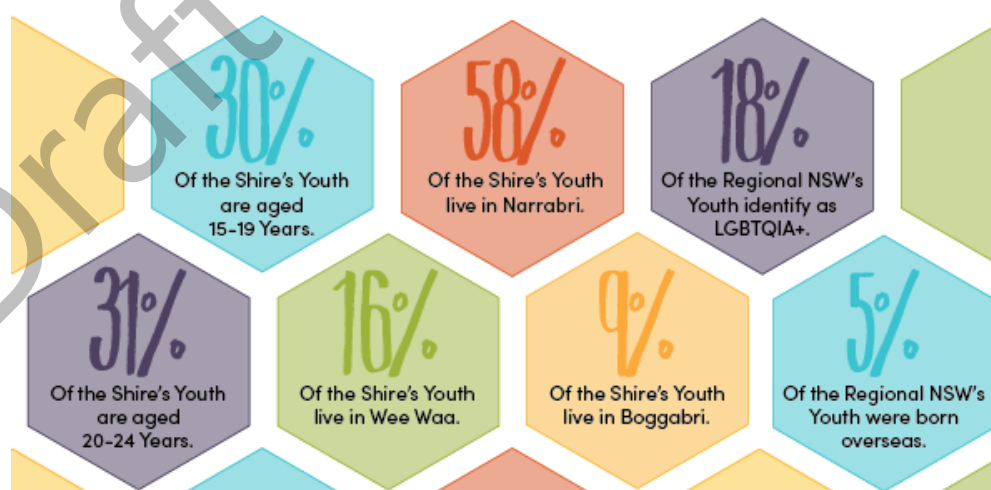 Draft
30%
Of the Shire's Youth
are aged
15-19 Years.
58%
Of the Shire's Youth
live in Narrabri.
18%
Of the Regional NSW's
Youth identify as
LGBTQIA+.
31%
Of the Shire's Youth
are aged
20-24 Years.
16%
Of the Shire's Youth
live in Wee Waa.
9%
Of the Shire's Youth
live in Boggabri.
5%
Of the Regional NSW's
Youth were born
overseas.